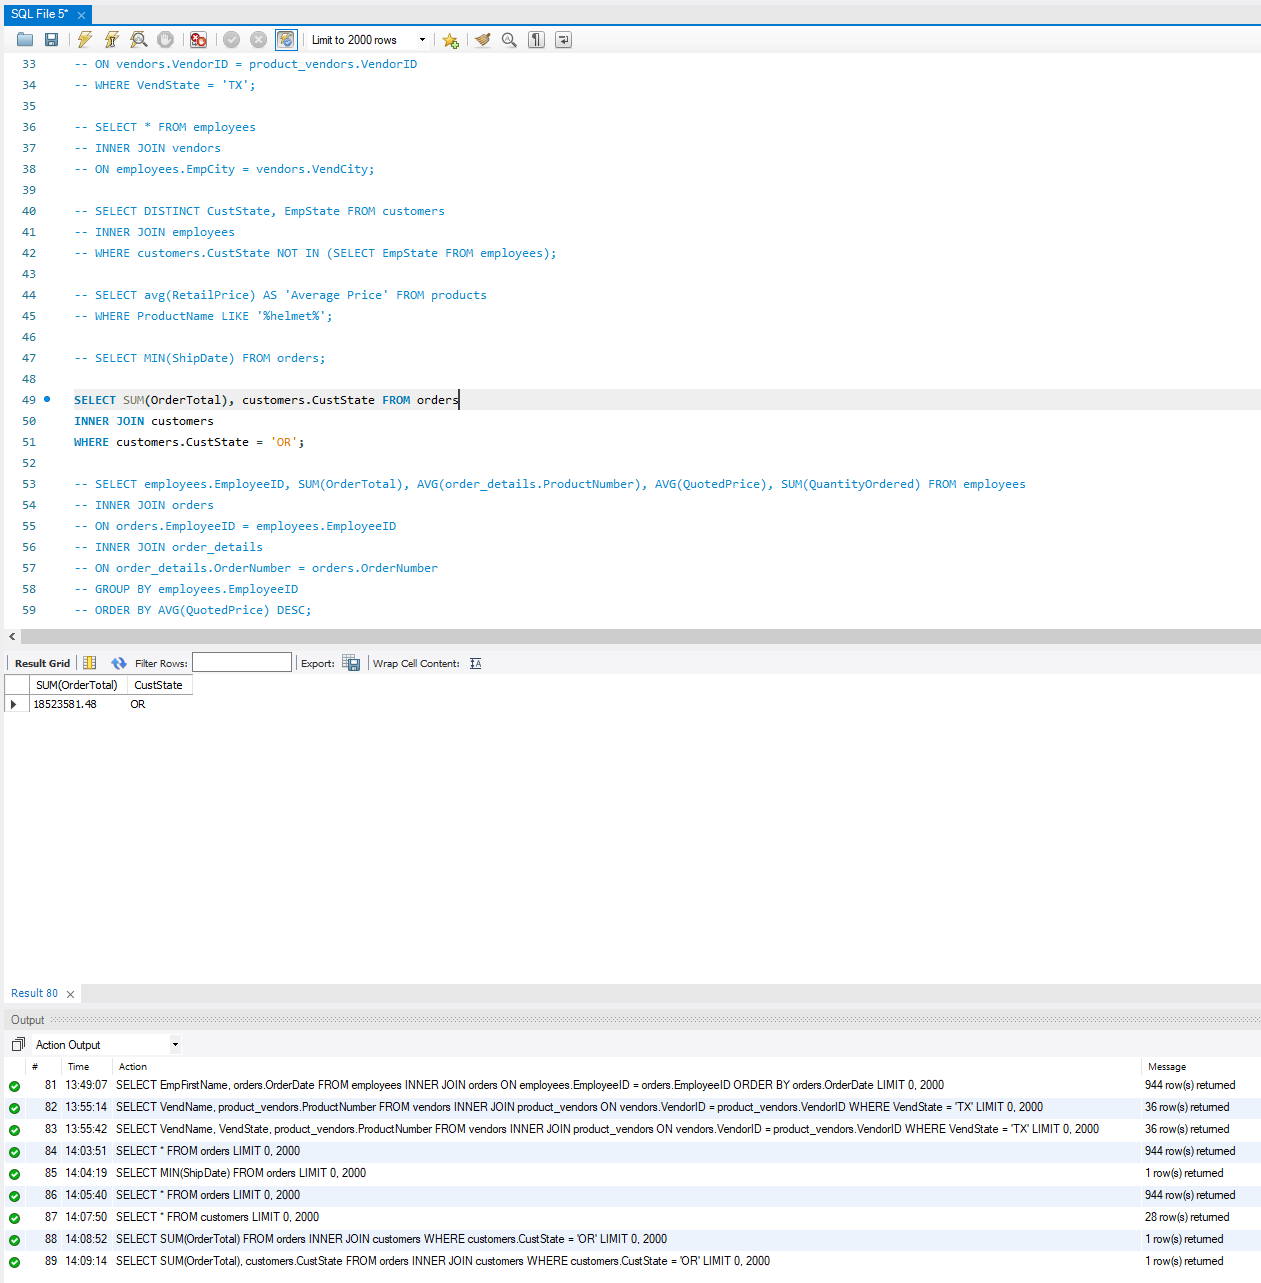 SQL File 5*
Limit to 2000 rows
33 -- ON vendors.VendorID = product_vendors.VendorID
34 -- WHERE VendState = 'TX';
35
36 -- SELECT * FROM employees
37 -- INNER JOIN vendors
38 -- ON employees.EmpCity = vendors.VendCity;
39
40 -- SELECT DISTINCT CustState, EmpState FROM customers
41 -- INNER JOIN employees
42 -- WHERE customers.CustState NOT IN (SELECT EmpState FROM employees);
43
44 -- SELECT avg(RetailPrice) AS 'Average Price' FROM products
45 -- WHERE ProductName LIKE '%helmet%';
46
47 -- SELECT MIN(ShipDate) FROM orders;
48
49 SELECT SUM(OrderTotal), customers.CustState FROM orders
50 INNER JOIN customers
51 WHERE customers.CustState = 'OR';
52
53 -- SELECT employees.EmployeeID, SUM(OrderTotal), AVG(order_details.ProductNumber), AVG(QuotedPrice), SUM(QuantityOrdered) FROM employees
54 -- INNER JOIN orders
55 -- ON orders.EmployeeID = employees.EmployeeID
56 -- INNER JOIN order_details
57 -- ON order_details.OrderNumber = orders.OrderNumber
58 -- GROUP BY employees.EmployeeID
59 -- ORDER BY AVG(QuotedPrice) DESC;
Result Grid Filter Rows: Export: Wrap Cell Content:
SUM(OrderTotal) CustState
18523581.48 OR
Result 80
Output
Action Output
# Time Action Message
81 13:49:07 SELECT EmpFirstName, orders.OrderDate FROM employees INNER JOIN orders ON employees.EmployeeID = orders.EmployeeID ORDER BY orders.OrderDate LIMIT 0, 2000 944 row(s) returned
82 13:55:14 SELECT VendName, product_vendors.ProductNumber FROM vendors INNER JOIN product_vendors ON vendors.VendorID = product_vendors.VendorID WHERE VendState = 'TX' LIMIT 0, 2000 36 row(s) returned
83 13:55:42 SELECT VendName, VendState, product_vendors.ProductNumber FROM vendors INNER JOIN product_vendors ON vendors.VendorID = product_vendors.VendorID WHERE VendState = 'TX' LIMIT 0, 2000 36 row(s) returned
84 14:03:51 SELECT * FROM orders LIMIT 0, 2000 944 row(s) returned
85 14:04:19 SELECT MIN(ShipDate) FROM orders LIMIT 0, 2000 1 row(s) returned
86 14:05:40 SELECT * FROM orders LIMIT 0, 2000 944 row(s) returned
87 14:07:50 SELECT * FROM customers LIMIT 0, 2000 28 row(s) returned
88 14:08:52 SELECT SUM(OrderTotal) FROM orders INNER JOIN customers WHERE customers.CustState = 'OR' LIMIT 0, 2000 1 row(s) returned
89 14:09:14 SELECT SUM(OrderTotal), customers.CustState FROM orders INNER JOIN customers WHERE customers.CustState = 'OR' LIMIT 0, 2000 1 row(s) returned